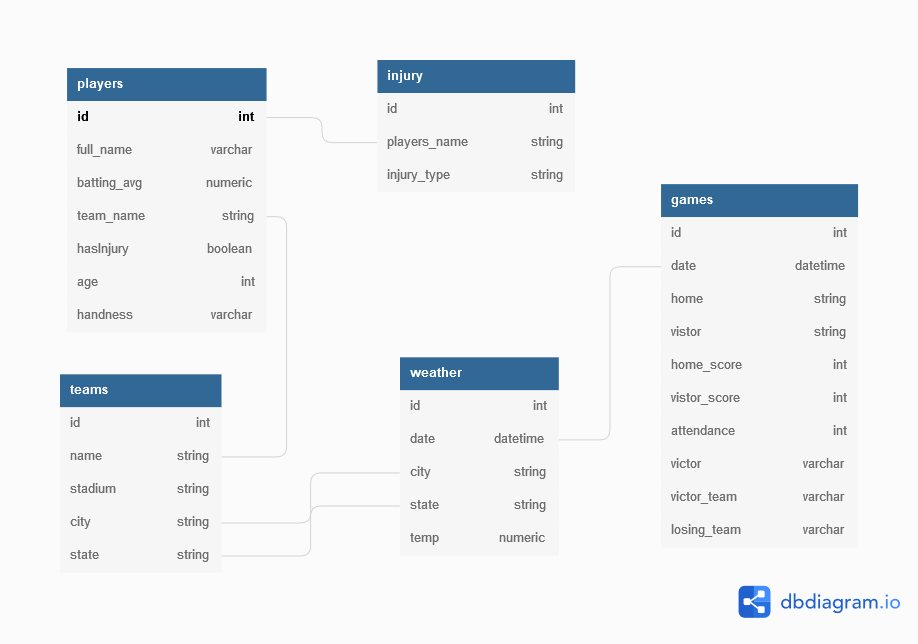 players
id int
full_name varchar
batting_avg numeric
team_name string
hasInjury boolean
age int
handness varchar
injury
id int
players_name string
injury_type string
games
id int
date datetime
home string
vistor string
home_score int
vistor_score int
attendance int
victor varchar
victor_team varchar
losing_team varchar
teams
id int
name string
stadium string
city string
state string
weather
id int
date datetime
city string
state string
temp numeric
dbdiagram.io